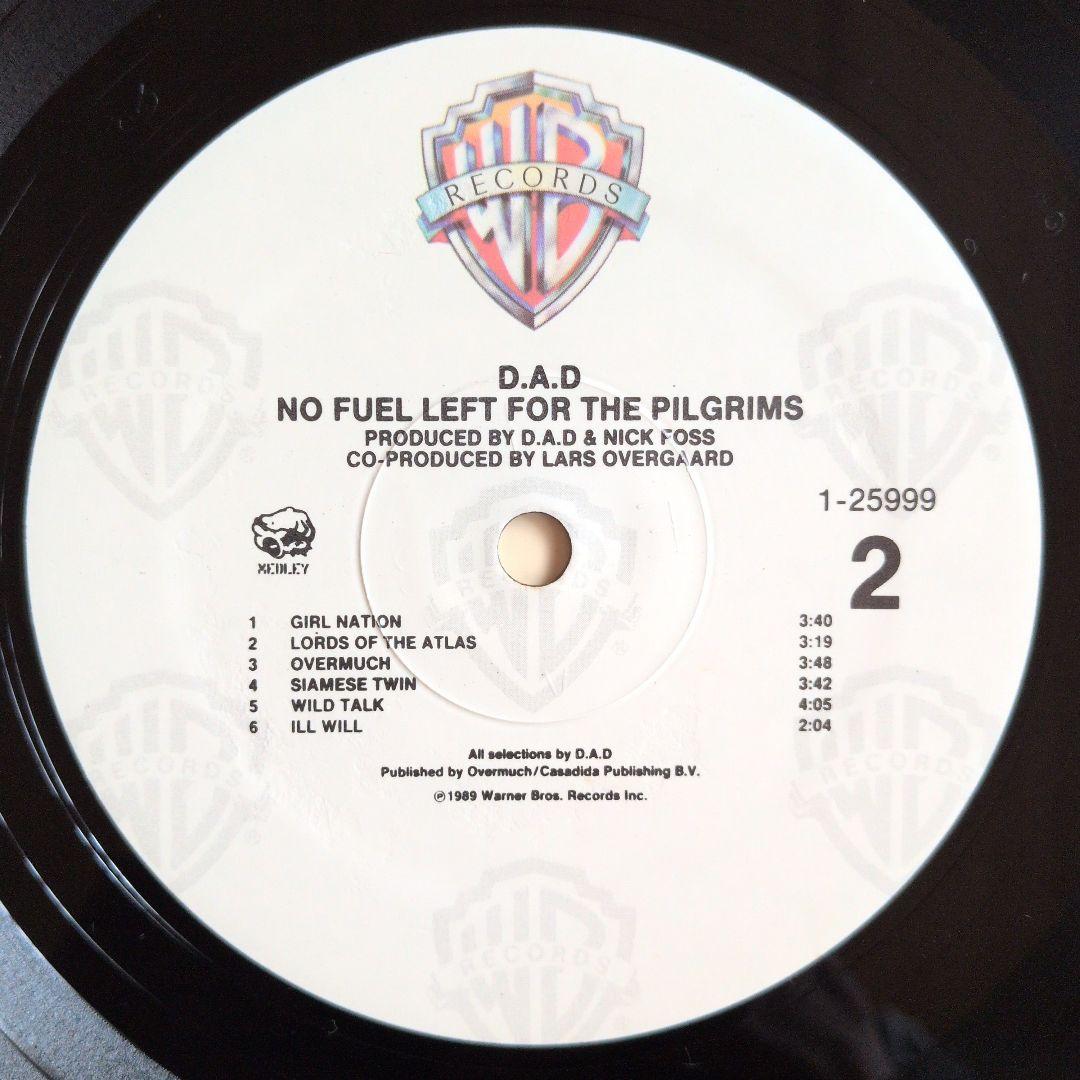 WB
RECORDS
D.A.D
NO FUEL LEFT FOR THE PILGRIMS
PRODUCED BY D.A.D & NICK FOSS
CO-PRODUCED BY LARS OVERGAARD
1-25999
2
MEDLEY
1 GIRL NATION 3:40
2 LORDS OF THE ATLAS 3:19
3 OVERMUCH 3:48
4 SIAMESE TWIN 3:42
5 WILD TALK 4:05
6 ILL WILL 2:04
All selections by D.A.D
Published by Overmuch/Casadida Publishing B.V.
℗1989 Warner Bros. Records Inc.